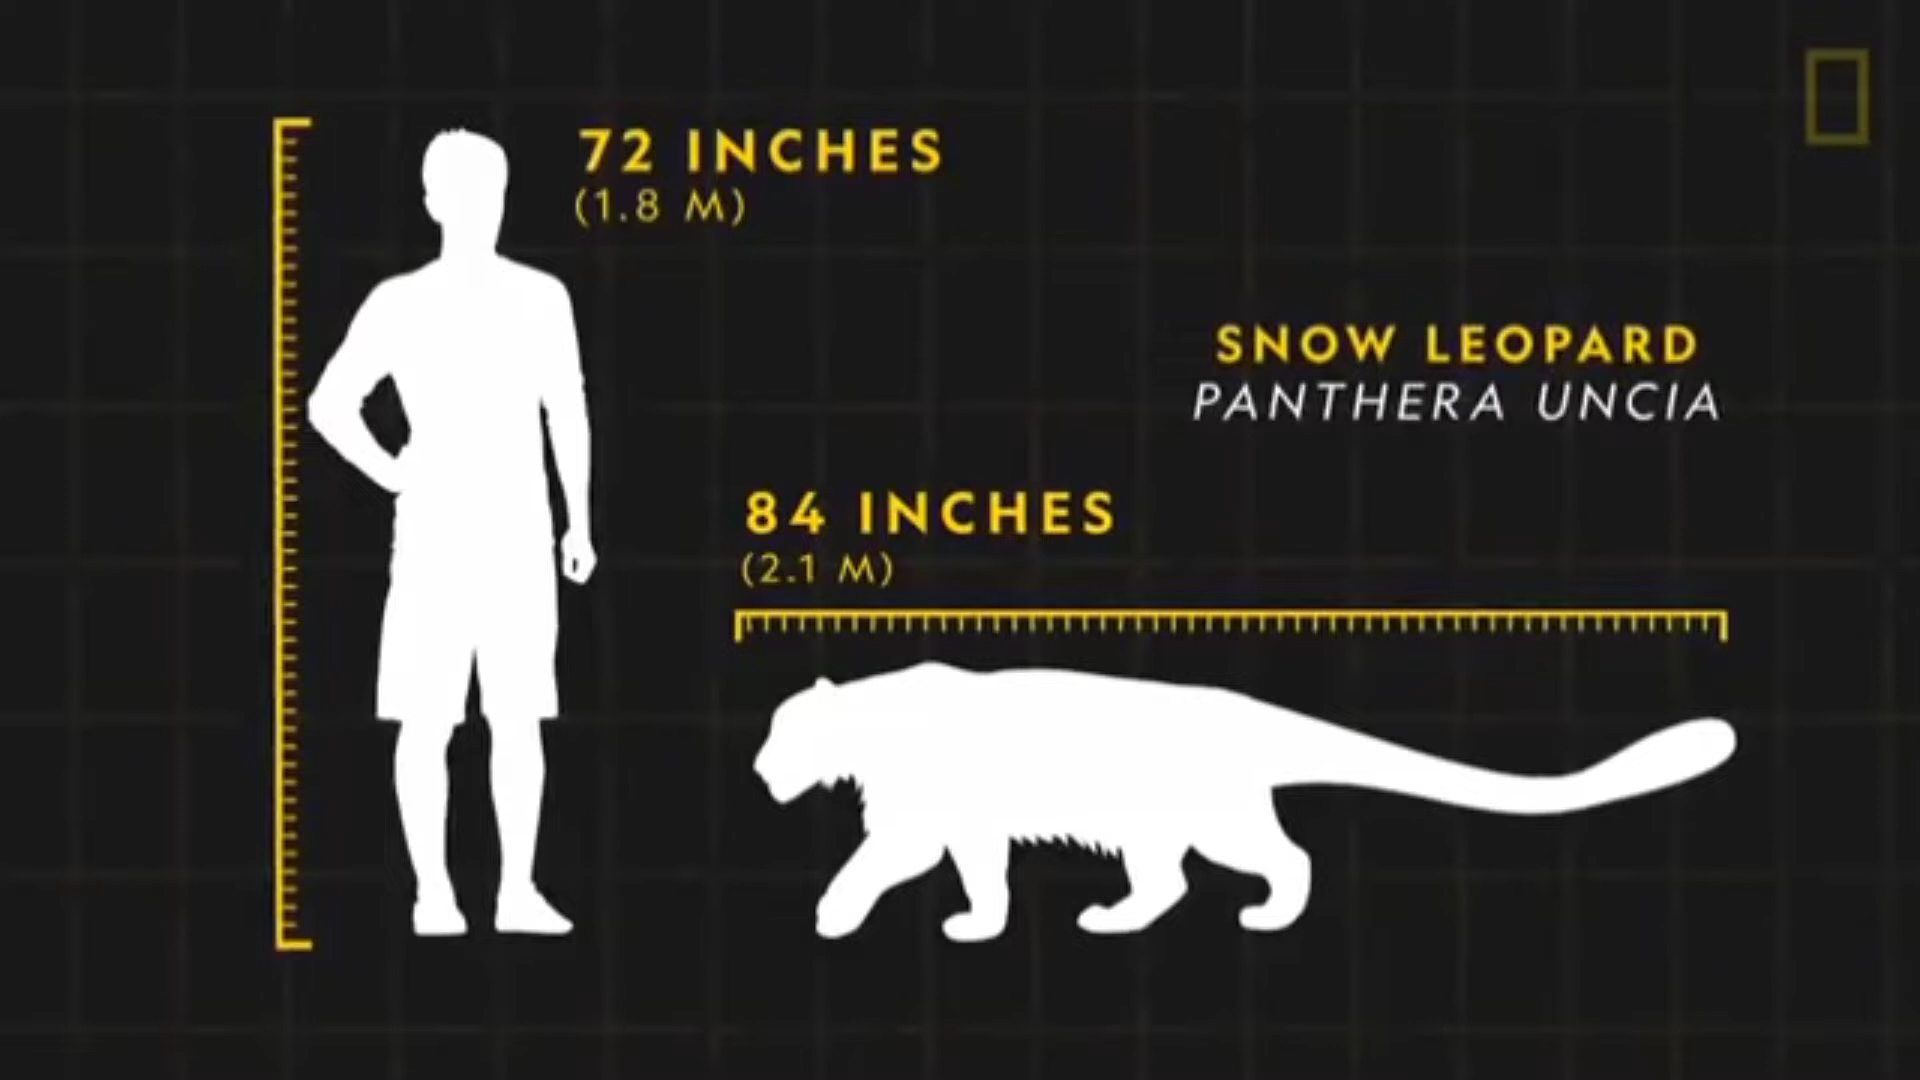 72 INCHES
(1.8 M)
SNOW LEOPARD
PANTHERA UNCIA
84 INCHES
(2.1 M)